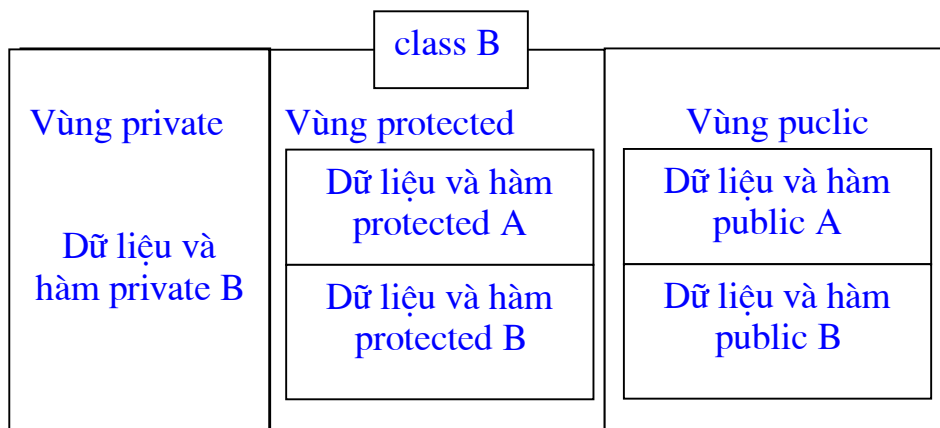 class B
Vùng private
Dữ liệu và
hàm private B
Vùng protected
Dữ liệu và hàm
protected A
Dữ liệu và hàm
protected B
Vùng puclic
Dữ liệu và hàm
public A
Dữ liệu và hàm
public B